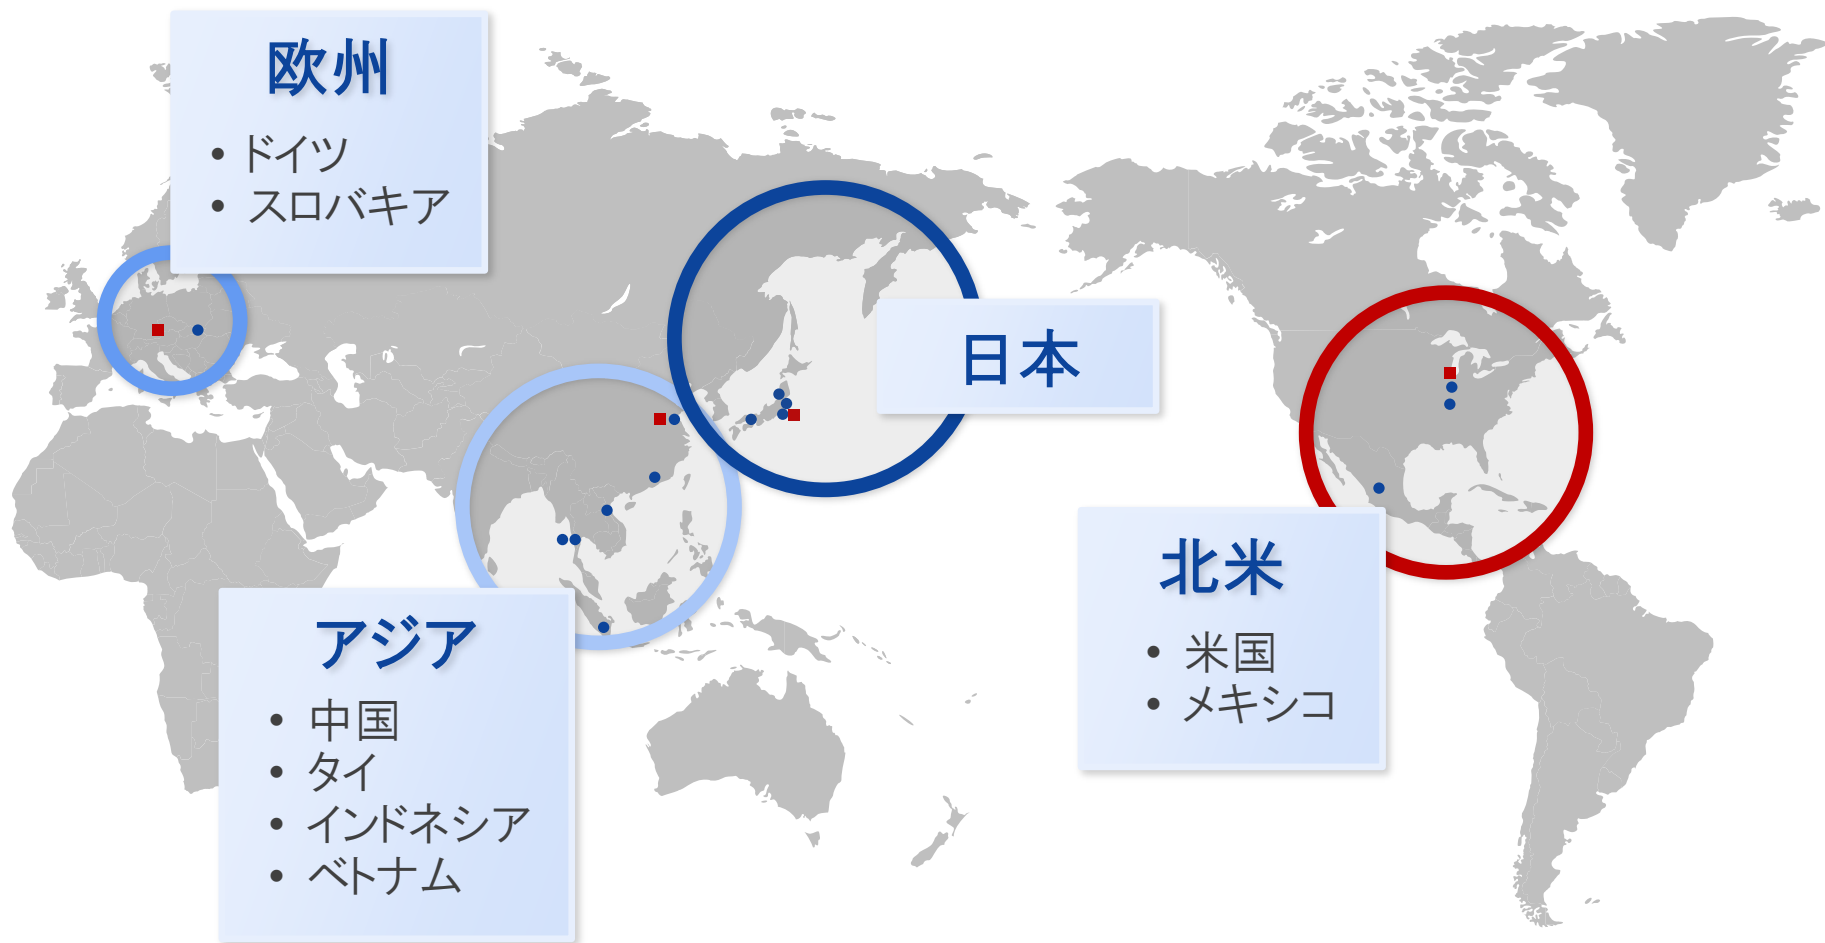 欧州
• ドイツ
• スロバキア
日本
アジア
• 中国
• タイ
• インドネシア
• ベトナム
北米
• 米国
• メキシコ